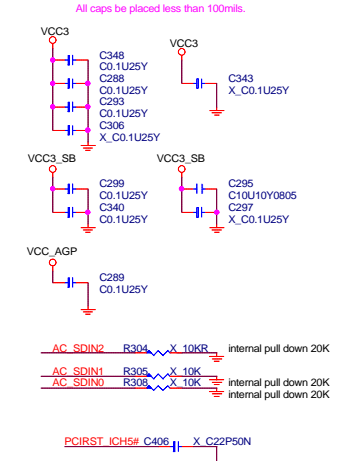 All caps be placed less than 100mils.
VCC3
C348
C0.1U25Y
C288
C0.1U25Y
C293
C0.1U25Y
C306
X_C0.1U25Y
VCC3
C343
X_C0.1U25Y
VCC3_SB
C299
C0.1U25Y
C340
C0.1U25Y
VCC3_SB
C295
C10U10Y0805
C297
X_C0.1U25Y
VCC_AGP
C289
C0.1U25Y
AC_SDIN2 R304 X_10KR internal pull down 20K
AC_SDIN1 R305 X_10K
AC_SDIN0 R308 X_10K internal pull down 20K
internal pull down 20K
PCIRST_ICH5# C406 X_C22P50N